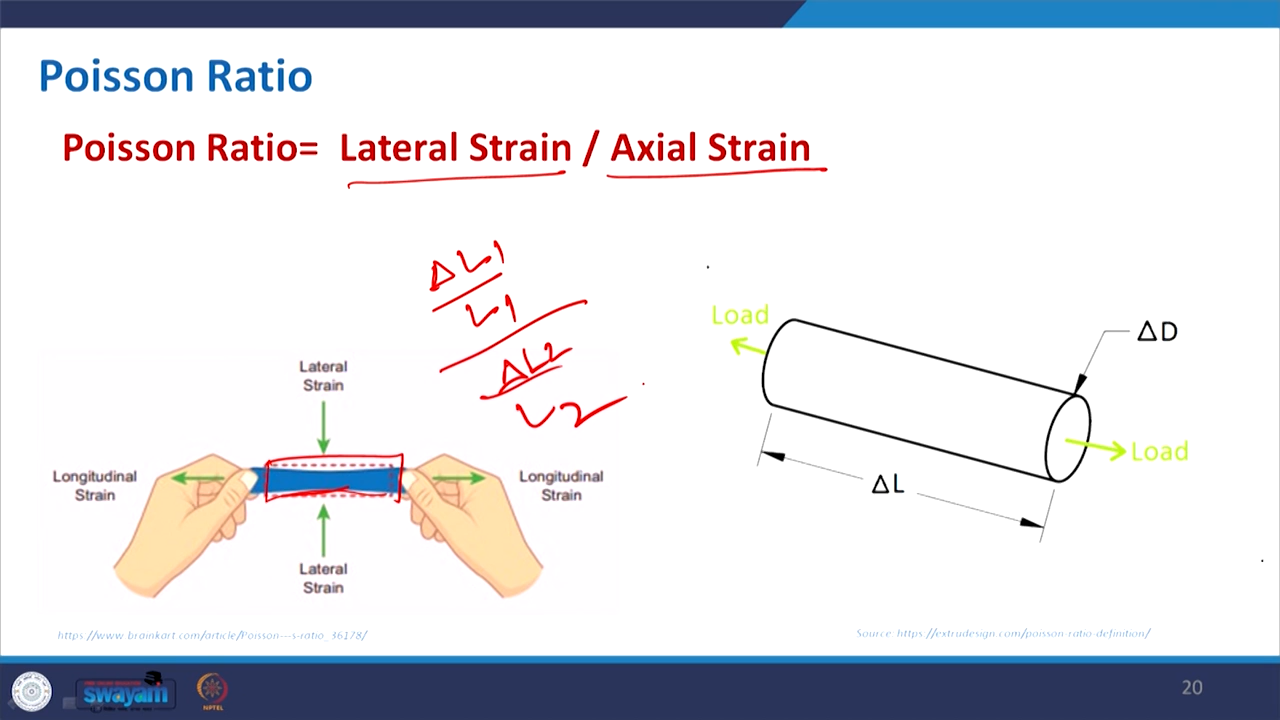 Poisson Ratio
Poisson Ratio= Lateral Strain / Axial Strain
ΔL1
L1
ΔL2
L2
Lateral
Strain
Longitudinal
Strain
Longitudinal
Strain
Lateral
Strain
Load
ΔD
Load
ΔL
https://www.brainkart.com/article/Poisson---s-ratio_36178/
Source: https://extrudesign.com/poisson-ratio-definition/
swayam
NPTEL
20